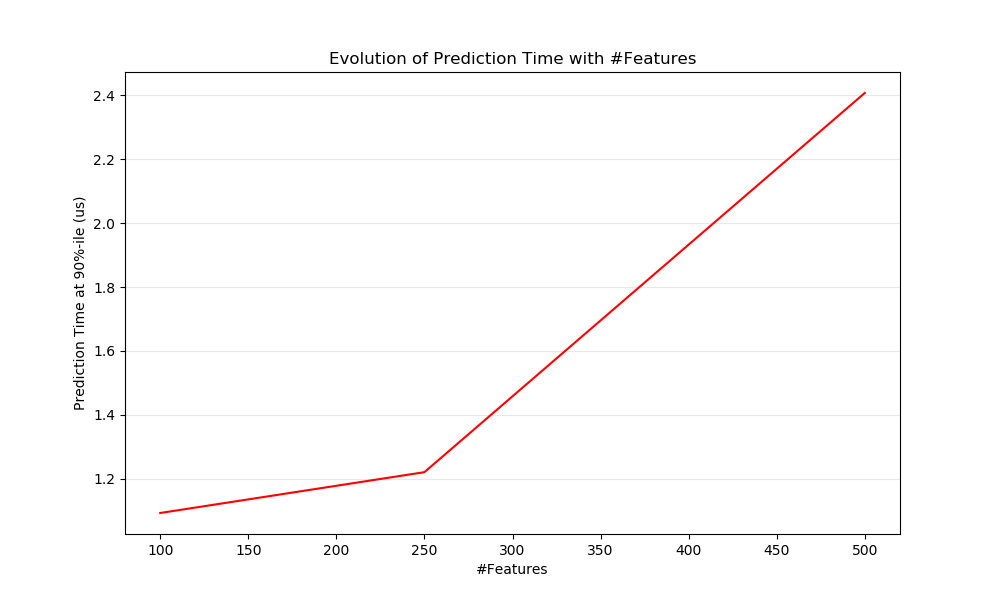 Evolution of Prediction Time with #Features
Prediction Time at 90%-ile (us)
2.4
2.2
2.0
1.8
1.6
1.4
1.2
100 150 200 250 300 350 400 450 500
#Features